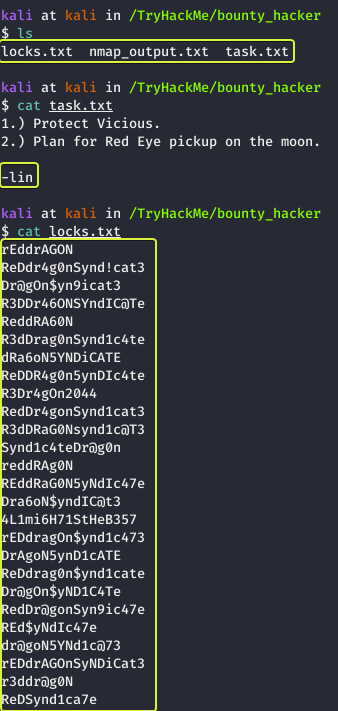 kali at kali in /TryHackMe/bounty_hacker
$ ls
locks.txt nmap_output.txt task.txt
kali at kali in /TryHackMe/bounty_hacker
$ cat task.txt
1.) Protect Vicious.
2.) Plan for Red Eye pickup on the moon.
-lin
kali at kali in /TryHackMe/bounty_hacker
$ cat locks.txt
rEddrAGON
ReDdr4g0nSynd!cat3
Dr@gOn$yn9icat3
R3DDr46ONSYndIC@Te
ReddRA60N
R3dDrag0nSynd1c4te
dRa6oN5YNDiCATE
ReDDR4g0n5ynDIc4te
R3Dr4gOn2044
RedDr4gonSynd1cat3
R3dDRaG0Nsynd1c@T3
Synd1c4teDr@g0n
reddRAg0N
REddRaG0N5yNdIc47e
Dra6oN$yndIC@t3
4L1mi6H71StHeB357
rEDdragOn$ynd1c473
DrAgoN5ynD1cATE
ReDdrag0n$ynd1cate
Dr@gOn$yND1C4Te
RedDr@gonSyn9ic47e
REd$yNdIc47e
dr@goN5YNd1c@73
rEDdrAGOnSyNDiCat3
r3ddr@g0N
ReDSynd1ca7e